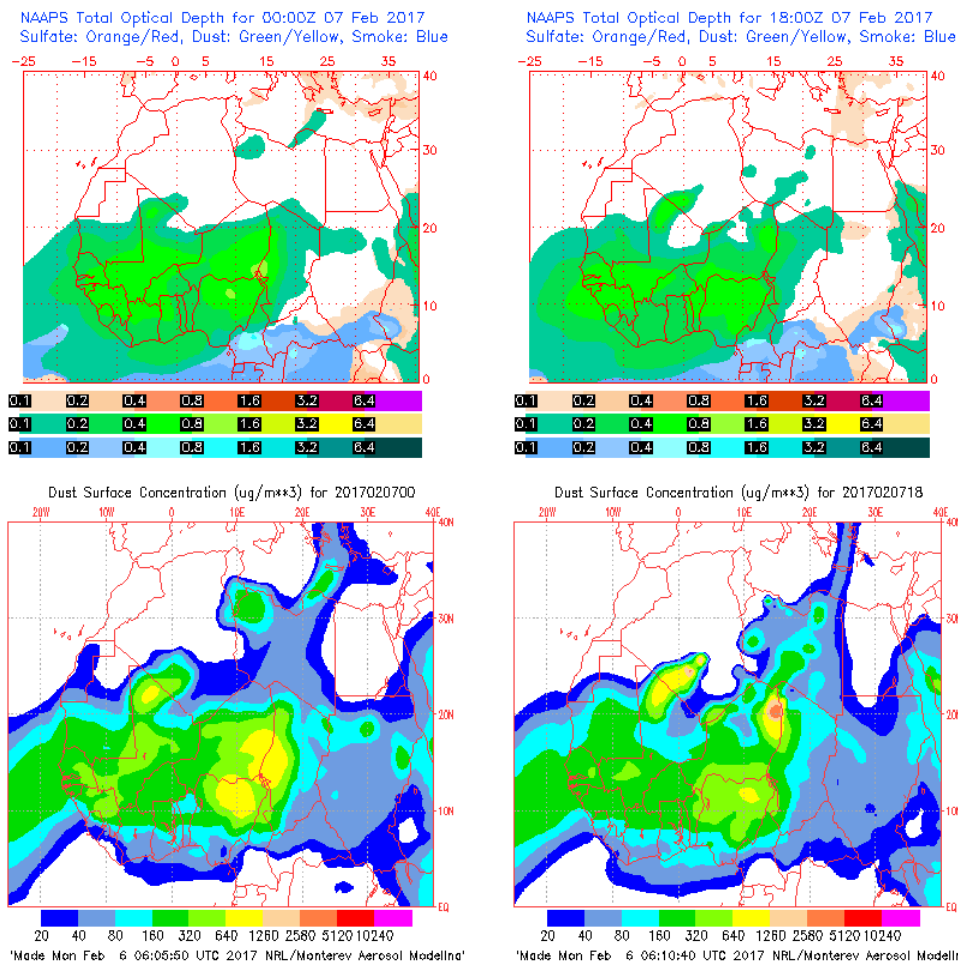 NAAPS Total Optical Depth for 00:00Z 07 Feb 2017
Sulfate: Orange/Red, Dust: Green/Yellow, Smoke: Blue
-25 -15 -5 0 5 15 25 35
40
30
20
10
0
0.1 0.2 0.4 0.8 1.6 3.2 6.4
0.1 0.2 0.4 0.8 1.6 3.2 6.4
0.1 0.2 0.4 0.8 1.6 3.2 6.4
NAAPS Total Optical Depth for 18:00Z 07 Feb 2017
Sulfate: Orange/Red, Dust: Green/Yellow, Smoke: Blue
-25 -15 -5 0 5 15 25 35
40
30
20
10
0
0.1 0.2 0.4 0.8 1.6 3.2 6.4
0.1 0.2 0.4 0.8 1.6 3.2 6.4
0.1 0.2 0.4 0.8 1.6 3.2 6.4
Dust Surface Concentration (ug/m**3) for 2017020700
20W 10W 0 10E 20E 30E 40E
40N
30N
20N
10N
EQ
20 40 80 160 320 640 1280 2580 5120 10240
'Made Mon Feb 6 06:05:50 UTC 2017 NRL/Monterey Aerosol Modeling'
Dust Surface Concentration (ug/m**3) for 2017020718
20W 10W 0 10E 20E 30E 40E
40N
30N
20N
10N
EQ
20 40 80 160 320 640 1280 2580 5120 10240
'Made Mon Feb 6 06:10:40 UTC 2017 NRL/Monterey Aerosol Modelin